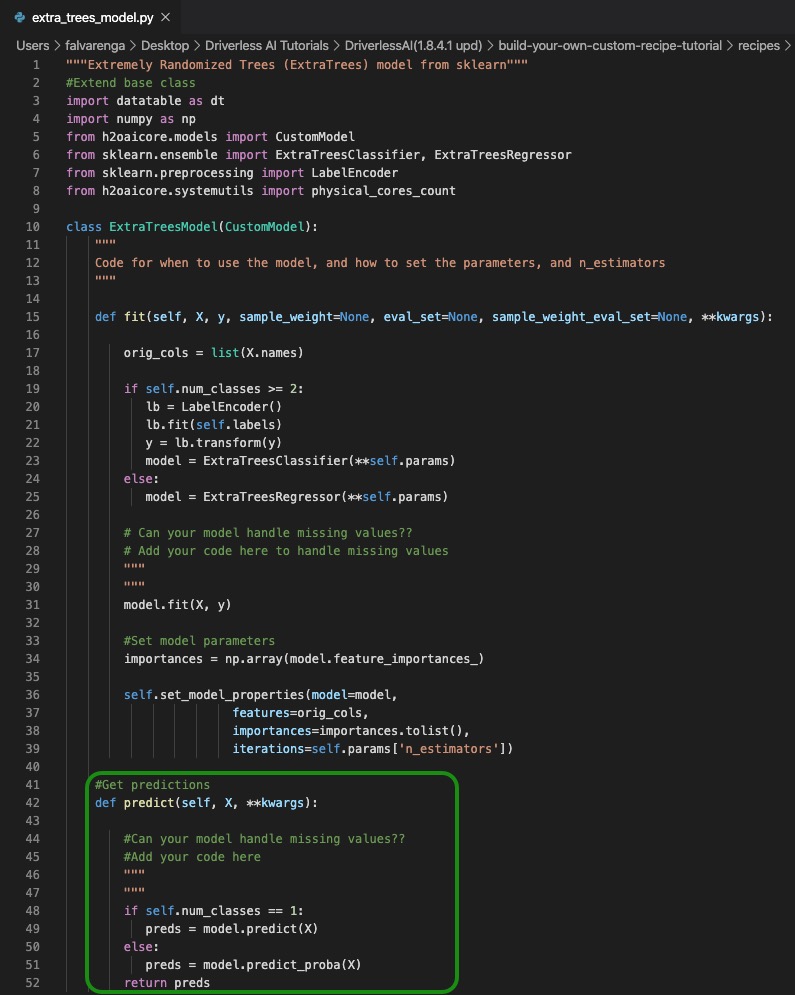 extra_trees_model.py ×
Users > falvarenga > Desktop > Driverless AI Tutorials > DriverlessAI(1.8.4.1 upd) > build-your-own-custom-recipe-tutorial > recipes >
1 """Extremely Randomized Trees (ExtraTrees) model from sklearn"""
2 #Extend base class
3 import datatable as dt
4 import numpy as np
5 from h2oaicore.models import CustomModel
6 from sklearn.ensemble import ExtraTreesClassifier, ExtraTreesRegressor
7 from sklearn.preprocessing import LabelEncoder
8 from h2oaicore.systemutils import physical_cores_count
9
10 class ExtraTreesModel(CustomModel):
11     """
12     Code for when to use the model, and how to set the parameters, and n_estimators
13     """
14
15     def fit(self, X, y, sample_weight=None, eval_set=None, sample_weight_eval_set=None, **kwargs):
16
17         orig_cols = list(X.names)
18
19         if self.num_classes >= 2:
20            lb = LabelEncoder()
21            lb.fit(self.labels)
22            y = lb.transform(y)
23            model = ExtraTreesClassifier(**self.params)
24         else:
25            model = ExtraTreesRegressor(**self.params)
26
27         # Can your model handle missing values??
28         # Add your code here to handle missing values
29         """
30         """
31         model.fit(X, y)
32
33         #Set model parameters
34         importances = np.array(model.feature_importances_)
35
36         self.set_model_properties(model=model,
37                        features=orig_cols,
38                        importances=importances.tolist(),
39                        iterations=self.params['n_estimators'])
40
41     #Get predictions
42     def predict(self, X, **kwargs):
43
44         #Can your model handle missing values??
45         #Add your code here
46         """
47         """
48         if self.num_classes == 1:
49            preds = model.predict(X)
50         else:
51            preds = model.predict_proba(X)
52         return preds